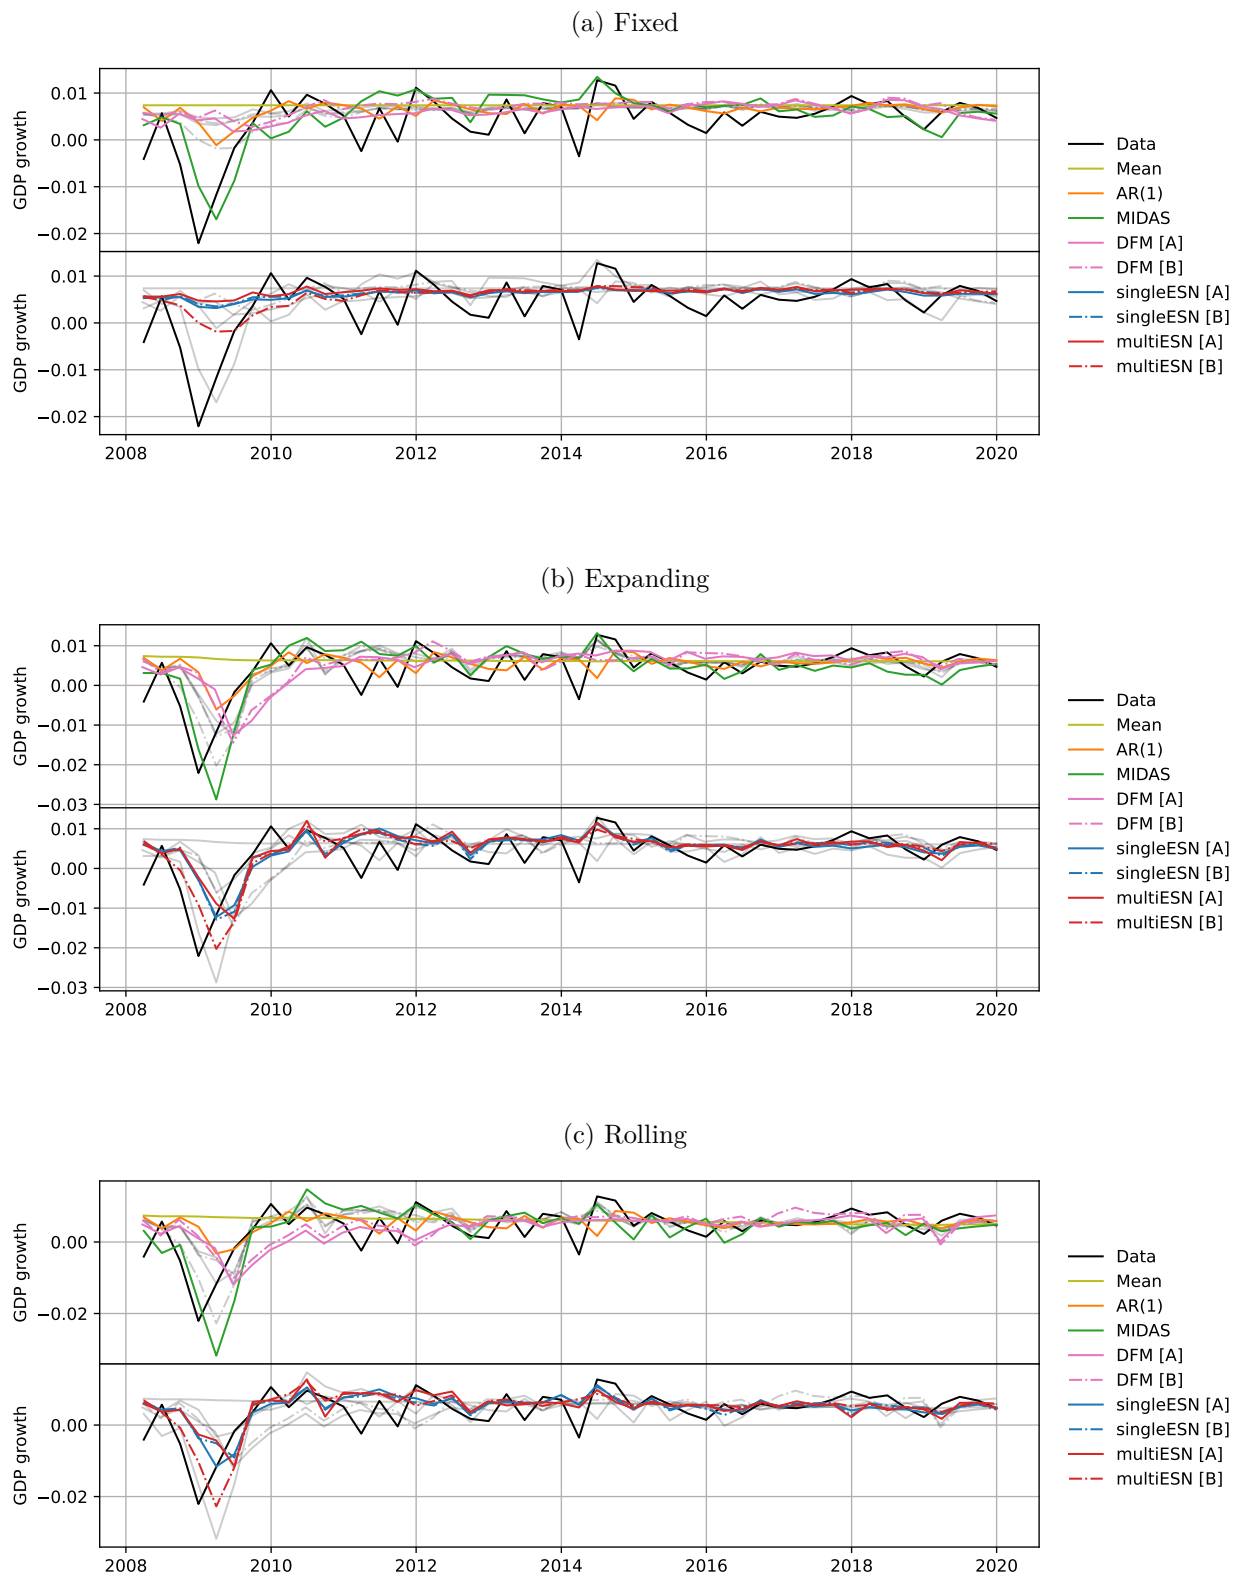 (a) Fixed
0.01
0.00
−0.01
−0.02
GDP growth
0.01
0.00
−0.01
−0.02
GDP growth
2008 2010 2012 2014 2016 2018 2020
Data
Mean
AR(1)
MIDAS
DFM [A]
DFM [B]
singleESN [A]
singleESN [B]
multiESN [A]
multiESN [B]
(b) Expanding
0.01
0.00
−0.01
−0.02
−0.03
GDP growth
0.01
0.00
−0.01
−0.02
−0.03
GDP growth
2008 2010 2012 2014 2016 2018 2020
Data
Mean
AR(1)
MIDAS
DFM [A]
DFM [B]
singleESN [A]
singleESN [B]
multiESN [A]
multiESN [B]
(c) Rolling
0.00
−0.02
GDP growth
0.00
−0.02
GDP growth
2008 2010 2012 2014 2016 2018 2020
Data
Mean
AR(1)
MIDAS
DFM [A]
DFM [B]
singleESN [A]
singleESN [B]
multiESN [A]
multiESN [B]